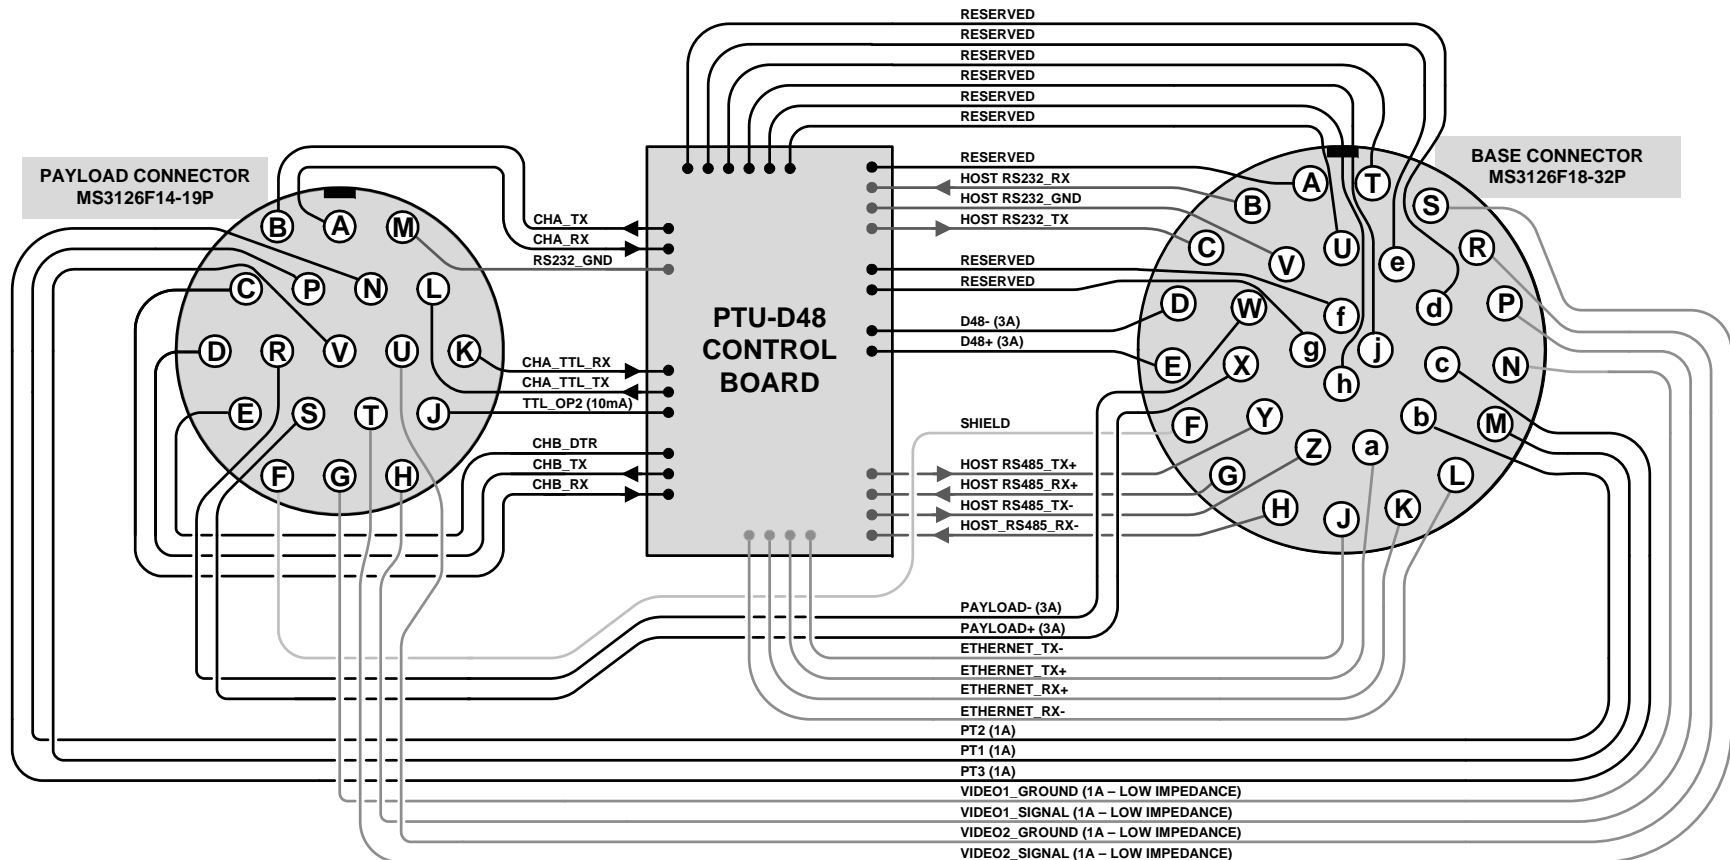 RESERVED
RESERVED
RESERVED
RESERVED
RESERVED
RESERVED
PAYLOAD CONNECTOR
MS3126F14-19P
B
A
M
C
P
N
L
D
R
V
U
K
E
S
T
J
F
G
H
CHA_TX
CHA_RX
RS232_GND
CHA_TTL_RX
CHA_TTL_TX
TTL_OP2 (10mA)
CHB_DTR
CHB_TX
CHB_RX
PTU-D48
CONTROL
BOARD
RESERVED
HOST RS232_RX
HOST RS232_GND
HOST RS232_TX
RESERVED
RESERVED
D48- (3A)
D48+ (3A)
SHIELD
HOST RS485_TX+
HOST RS485_RX+
HOST RS485_TX-
HOST_RS485_RX-
BASE CONNECTOR
MS3126F18-32P
A
T
B
S
C
V
U
e
R
D
W
f
d
P
E
X
g
h
j
c
N
F
Y
Z
a
b
M
G
H
J
K
L
PAYLOAD- (3A)
PAYLOAD+ (3A)
ETHERNET_TX-
ETHERNET_TX+
ETHERNET_RX+
ETHERNET_RX-
PT2 (1A)
PT1 (1A)
PT3 (1A)
VIDEO1_GROUND (1A – LOW IMPEDANCE)
VIDEO1_SIGNAL (1A – LOW IMPEDANCE)
VIDEO2_GROUND (1A – LOW IMPEDANCE)
VIDEO2_SIGNAL (1A – LOW IMPEDANCE)